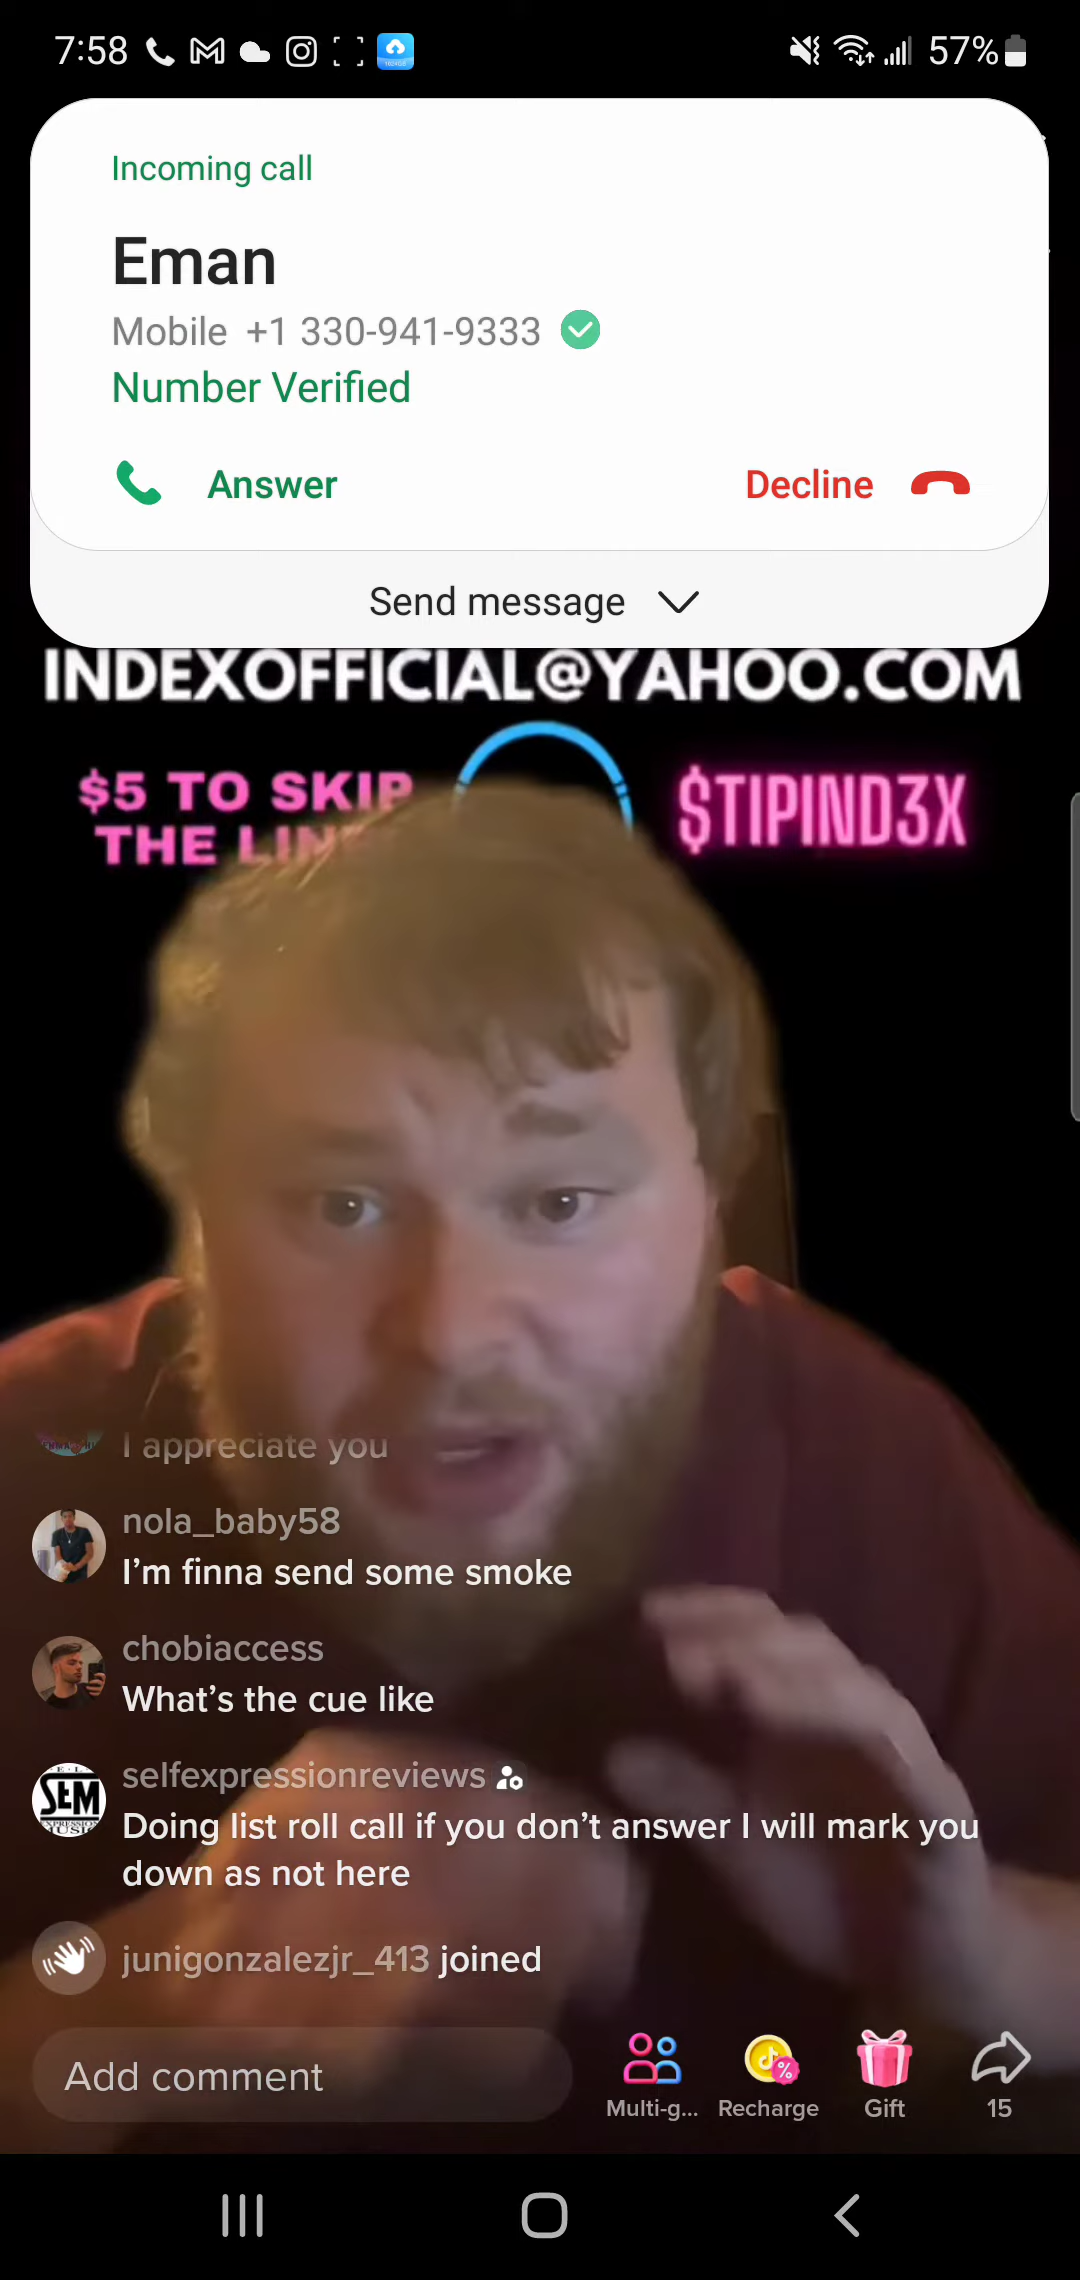 7:58
57%
Incoming call
Eman
Mobile +1 330-941-9333
Number Verified
Answer
Decline
Send message
INDEXOFFICIAL@YAHOO.COM
$5 TO SKIP
THE LINE
$TIPIND3X
I appreciate you
nola_baby58
I'm finna send some smoke
chobiaccess
What's the cue like
SEM
selfexpressionreviews
Doing list roll call if you don't answer I will mark you
down as not here
junigonzalezjr_413 joined
Add comment
Multi-g...
Recharge
Gift
15